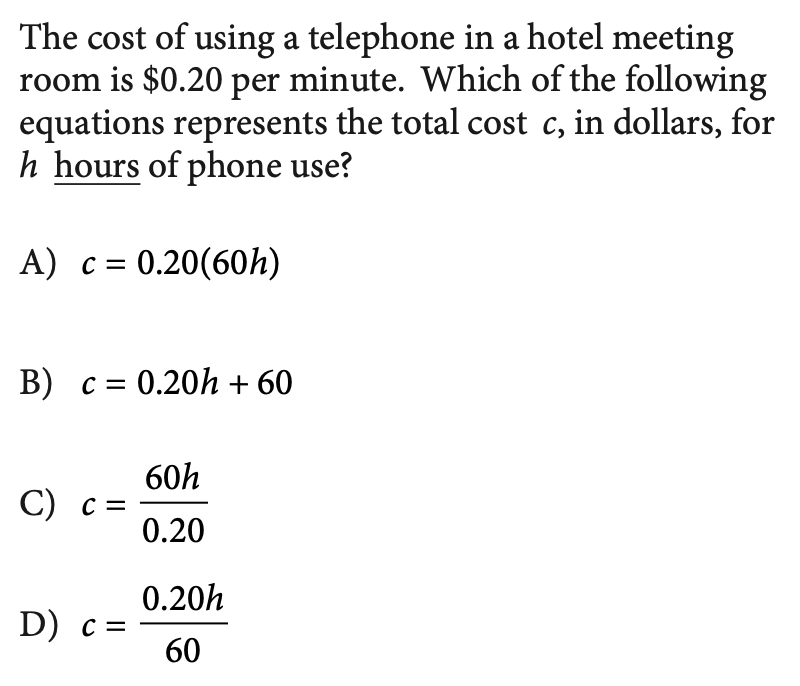 The cost of using a telephone in a hotel meeting
room is $0.20 per minute. Which of the following
equations represents the total cost c, in dollars, for
h hours of phone use?
A) c = 0.20(60h)
B) c = 0.20h + 60
C) c = 60h/0.20
D) c = 0.20h/60